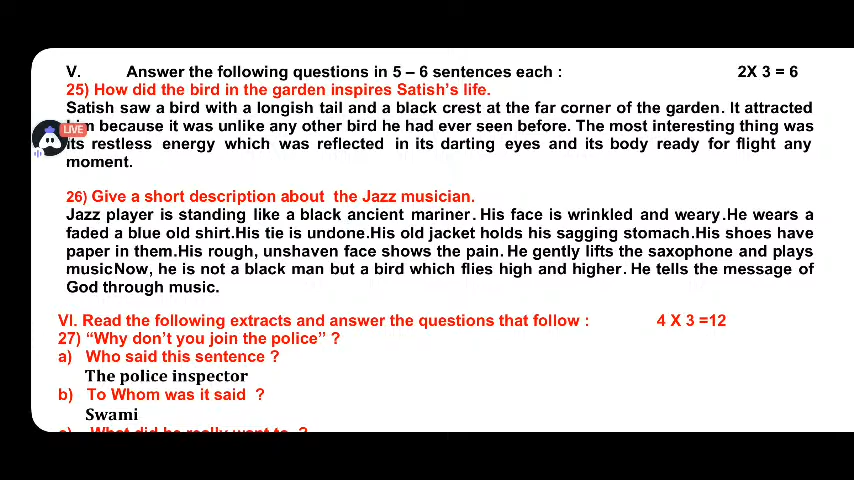 V. Answer the following questions in 5 – 6 sentences each : 2X 3 = 6
25) How did the bird in the garden inspires Satish's life.
Satish saw a bird with a longish tail and a black crest at the far corner of the garden. It attracted
LIVE because it was unlike any other bird he had ever seen before. The most interesting thing was
its restless energy which was reflected in its darting eyes and its body ready for flight any
moment.
26) Give a short description about the Jazz musician.
Jazz player is standing like a black ancient mariner. His face is wrinkled and weary.He wears a
faded a blue old shirt.His tie is undone.His old jacket holds his sagging stomach.His shoes have
paper in them.His rough, unshaven face shows the pain. He gently lifts the saxophone and plays
musicNow, he is not a black man but a bird which flies high and higher. He tells the message of
God through music.
VI. Read the following extracts and answer the questions that follow : 4 X 3 =12
27) “Why don't you join the police” ?
a) Who said this sentence ?
The police inspector
b) To Whom was it said ?
Swami